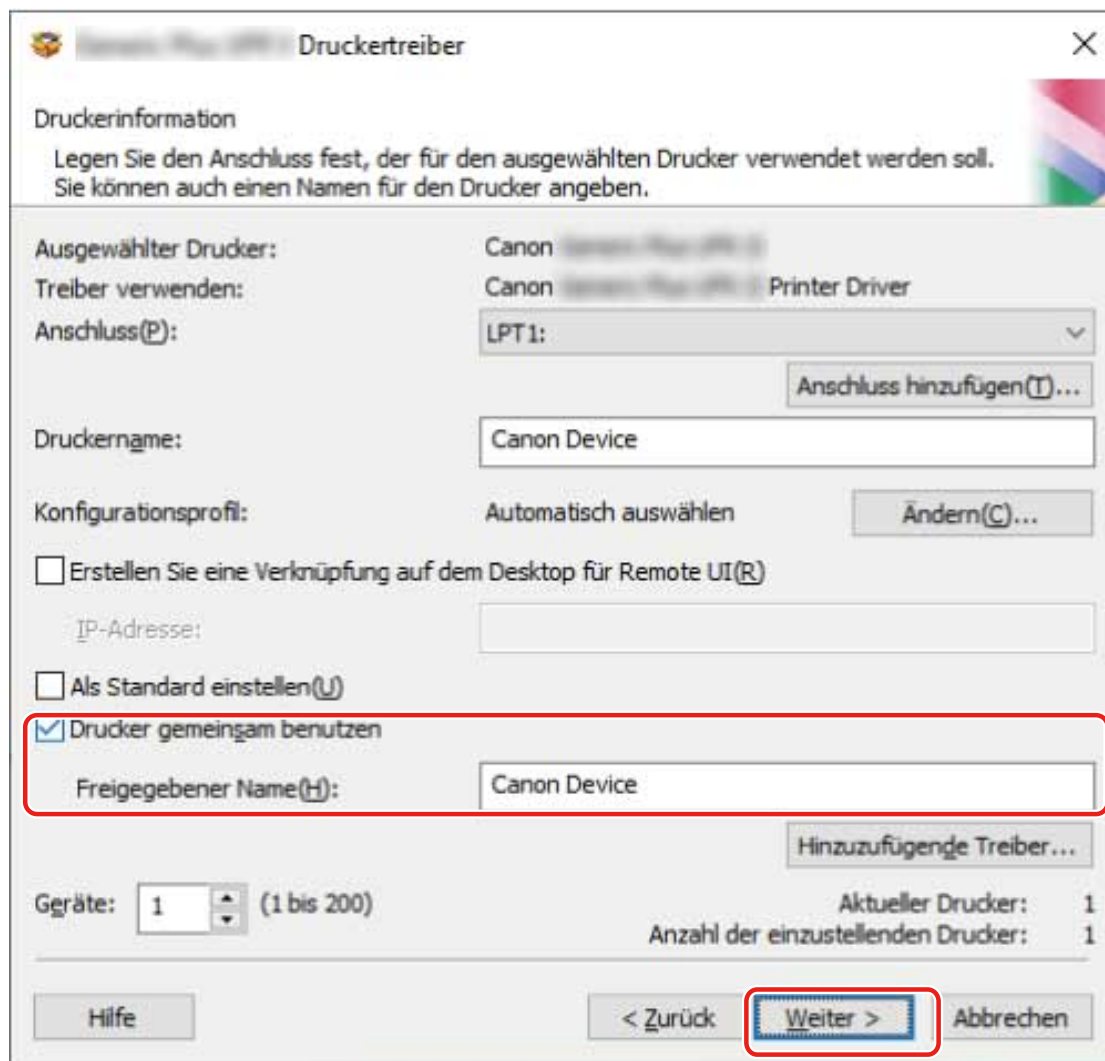 Druckertreiber
Druckerinformation
Legen Sie den Anschluss fest, der für den ausgewählten Drucker verwendet werden soll.
Sie können auch einen Namen für den Drucker angeben.
Ausgewählter Drucker: Canon
Treiber verwenden: Canon Printer Driver
Anschluss(P): LPT1:
Anschluss hinzufügen(T)...
Druckername: Canon Device
Konfigurationsprofil: Automatisch auswählen Ändern(C)...
Erstellen Sie eine Verknüpfung auf dem Desktop für Remote UI(R)
IP-Adresse:
Als Standard einstellen(U)
Drucker gemeinsam benutzen
Freigegebener Name(H): Canon Device
Hinzuzufügende Treiber...
Geräte: 1 (1 bis 200) Aktueller Drucker: 1
Anzahl der einzustellenden Drucker: 1
Hilfe < Zurück Weiter > Abbrechen